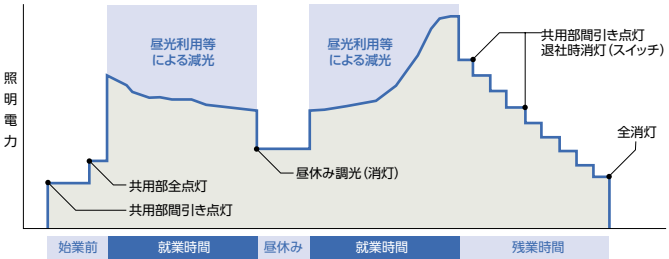 昼光利用等
による減光
昼光利用等
による減光
共用部間引き点灯
退社時消灯（スイッチ）
照明電力
全消灯
昼休み調光（消灯）
共用部全点灯
共用部間引き点灯
始業前
就業時間
昼休み
就業時間
残業時間